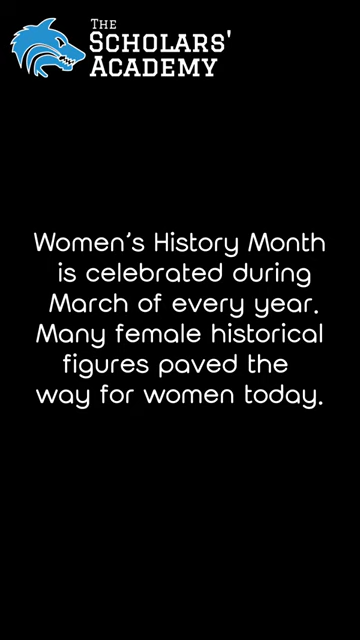 THE
SCHOLARS'
ACADEMY
Women's History Month
is celebrated during
March of every year.
Many female historical
figures paved the
way for women today.